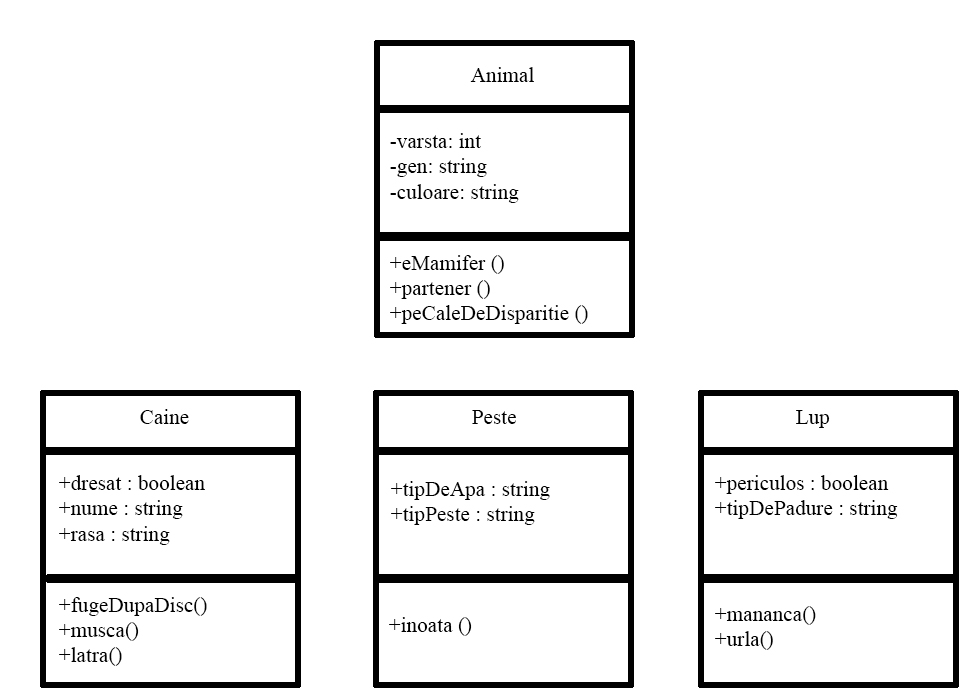 Animal
-varsta: int
-gen: string
-culoare: string
+eMamifer ()
+partener ()
+peCaleDeDisparitie ()
Caine
+dresat : boolean
+nume : string
+rasa : string
+fugeDupaDisc()
+musca()
+latra()
Peste
+tipDeApa : string
+tipPeste : string
+inoata ()
Lup
+periculos : boolean
+tipDePadure : string
+mananca()
+urla()